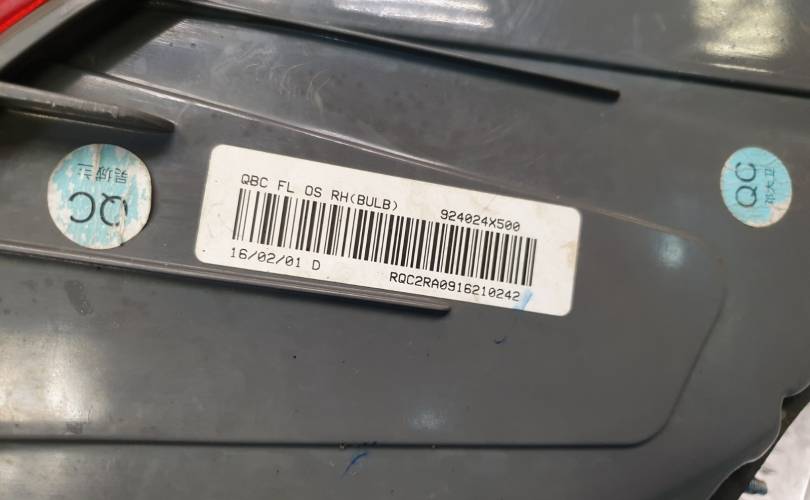 QBC FL OS RH(BULB)
924024X500
16/02/01 D
RQC2RA0916210242
QC
QC